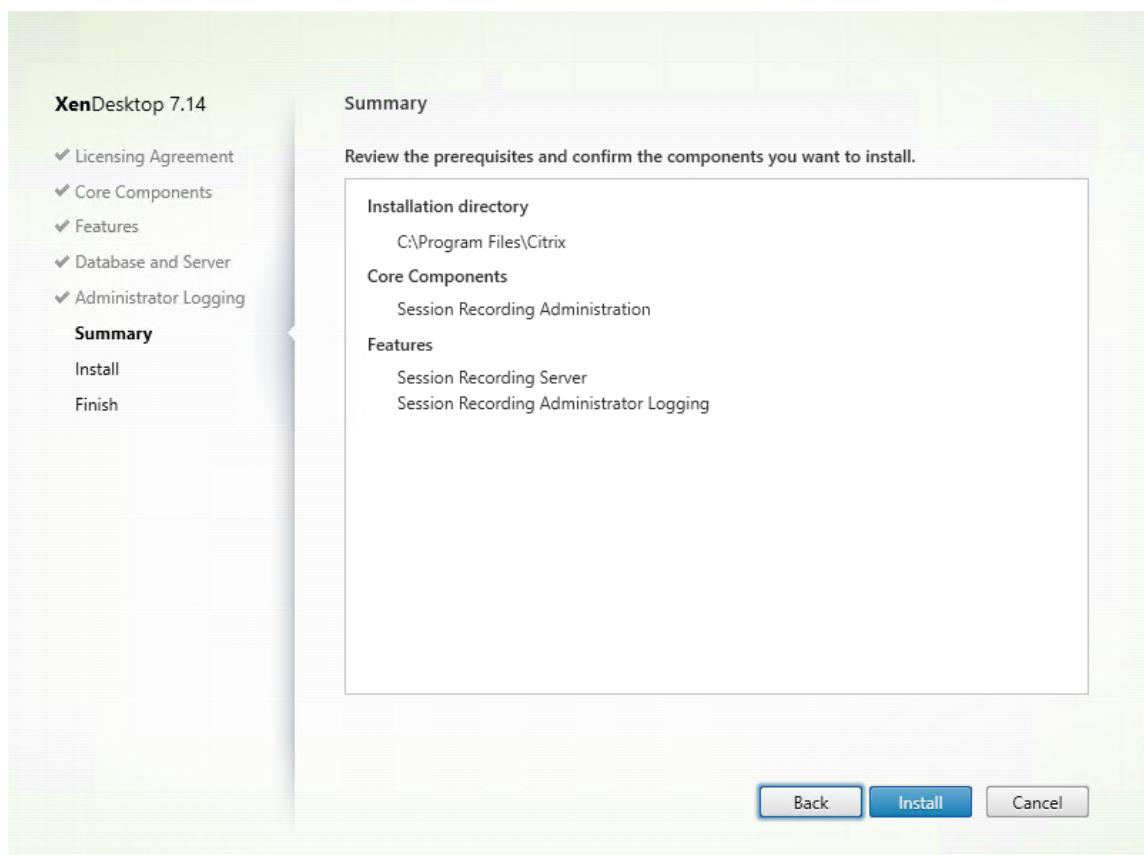 XenDesktop 7.14
Licensing Agreement
Core Components
Features
Database and Server
Administrator Logging
Summary
Install
Finish
Summary
Review the prerequisites and confirm the components you want to install.
Installation directory
C:\Program Files\Citrix
Core Components
Session Recording Administration
Features
Session Recording Server
Session Recording Administrator Logging
Back Install Cancel